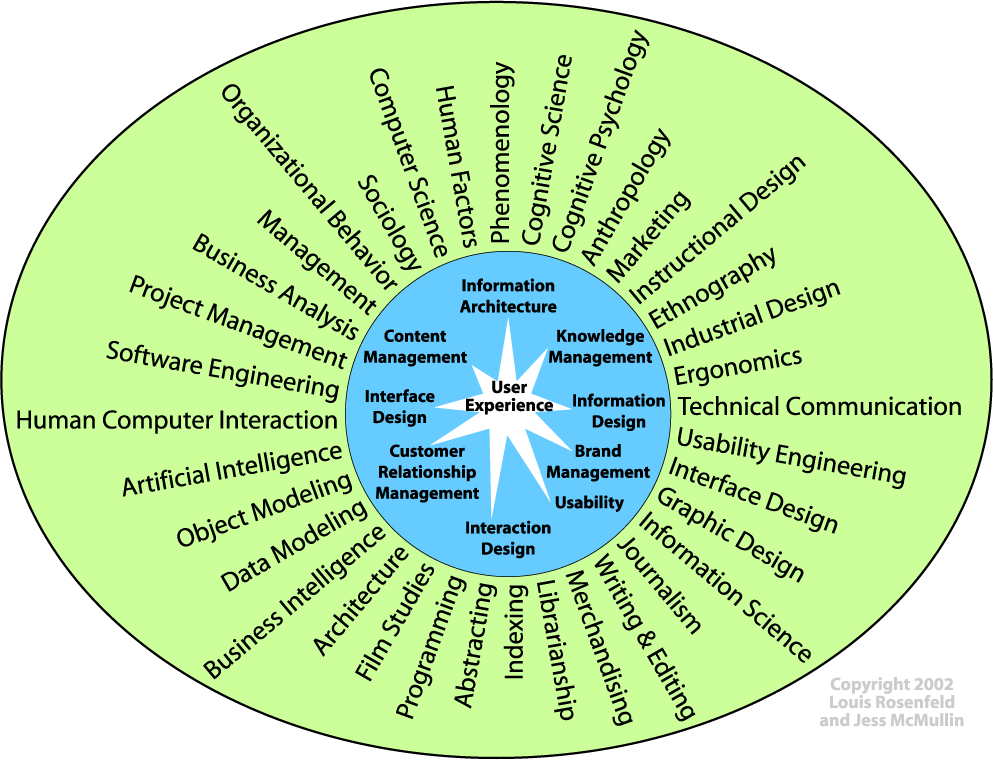 Organizational Behavior
Sociology
Computer Science
Human Factors
Phenomenology
Cognitive Science
Cognitive Psychology
Anthropology
Marketing
Instructional Design
Ethnography
Industrial Design
Ergonomics
Technical Communication
Usability Engineering
Interface Design
Graphic Design
Information Science
Journalism
Writing & Editing
Merchandising
Librarianship
Indexing
Abstracting
Programming
Film Studies
Architecture
Business Intelligence
Data Modeling
Object Modeling
Artificial Intelligence
Human Computer Interaction
Software Engineering
Project Management
Business Analysis
Management
Information
Architecture
Knowledge
Management
Information
Design
Brand
Management
Usability
Interaction
Design
Customer
Relationship
Management
Interface
Design
Content
Management
User
Experience
Copyright 2002
Louis Rosenfeld
and Jess McMullin